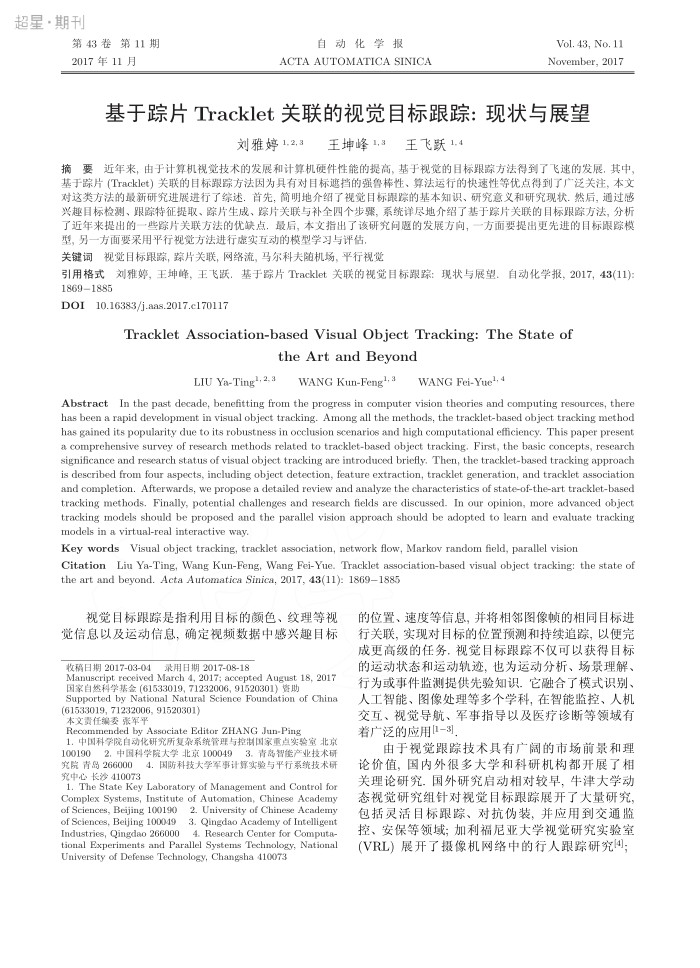 超星·期刊
第 43 卷 第 11 期 自 动 化 学 报 Vol. 43, No. 11
2017 年 11 月 ACTA AUTOMATICA SINICA November, 2017
基于踪片 Tracklet 关联的视觉目标跟踪: 现状与展望
刘雅婷 1, 2, 3 王坤峰 1, 3 王飞跃 1, 4
摘 要 近年来, 由于计算机视觉技术的发展和计算机硬件性能的提高, 基于视觉的目标跟踪方法得到了飞速的发展. 其中,
基于踪片 (Tracklet) 关联的目标跟踪方法因为具有对目标遮挡的强鲁棒性、算法运行的快速性等优点得到了广泛关注, 本文
对这类方法的最新研究进展进行了综述. 首先, 简明地介绍了视觉目标跟踪的基本知识、研究意义和研究现状. 然后, 通过感
兴趣目标检测、跟踪特征提取、踪片生成、踪片关联与补全四个步骤, 系统详尽地介绍了基于踪片关联的目标跟踪方法, 分析
了近年来提出的一些踪片关联方法的优缺点. 最后, 本文指出了该研究问题的发展方向, 一方面要提出更先进的目标跟踪模
型, 另一方面要采用平行视觉方法进行虚实互动的模型学习与评估.
关键词 视觉目标跟踪, 踪片关联, 网络流, 马尔科夫随机场, 平行视觉
引用格式 刘雅婷, 王坤峰, 王飞跃. 基于踪片 Tracklet 关联的视觉目标跟踪: 现状与展望. 自动化学报, 2017, 43(11):
1869−1885
DOI 10.16383/j.aas.2017.c170117
Tracklet Association-based Visual Object Tracking: The State of
the Art and Beyond
LIU Ya-Ting1, 2, 3 WANG Kun-Feng1, 3 WANG Fei-Yue1, 4
Abstract In the past decade, benefitting from the progress in computer vision theories and computing resources, there
has been a rapid development in visual object tracking. Among all the methods, the tracklet-based object tracking method
has gained its popularity due to its robustness in occlusion scenarios and high computational efficiency. This paper present
a comprehensive survey of research methods related to tracklet-based object tracking. First, the basic concepts, research
significance and research status of visual object tracking are introduced briefly. Then, the tracklet-based tracking approach
is described from four aspects, including object detection, feature extraction, tracklet generation, and tracklet association
and completion. Afterwards, we propose a detailed review and analyze the characteristics of state-of-the-art tracklet-based
tracking methods. Finally, potential challenges and research fields are discussed. In our opinion, more advanced object
tracking models should be proposed and the parallel vision approach should be adopted to learn and evaluate tracking
models in a virtual-real interactive way.
Key words Visual object tracking, tracklet association, network flow, Markov random field, parallel vision
Citation Liu Ya-Ting, Wang Kun-Feng, Wang Fei-Yue. Tracklet association-based visual object tracking: the state of
the art and beyond. Acta Automatica Sinica, 2017, 43(11): 1869−1885
视觉目标跟踪是指利用目标的颜色、纹理等视
觉信息以及运动信息, 确定视频数据中感兴趣目标
收稿日期 2017-03-04 录用日期 2017-08-18
Manuscript received March 4, 2017; accepted August 18, 2017
国家自然科学基金 (61533019, 71232006, 91520301) 资助
Supported by National Natural Science Foundation of China
(61533019, 71232006, 91520301)
本文责任编委 张军平
Recommended by Associate Editor ZHANG Jun-Ping
1. 中国科学院自动化研究所复杂系统管理与控制国家重点实验室 北京
100190 2. 中国科学院大学 北京 100049 3. 青岛智能产业技术研
究院 青岛 266000 4. 国防科技大学军事计算实验与平行系统技术研
究中心 长沙 410073
1. The State Key Laboratory of Management and Control for
Complex Systems, Institute of Automation, Chinese Academy
of Sciences, Beijing 100190 2. University of Chinese Academy
of Sciences, Beijing 100049 3. Qingdao Academy of Intelligent
Industries, Qingdao 266000 4. Research Center for Computa-
tional Experiments and Parallel Systems Technology, National
University of Defense Technology, Changsha 410073
的位置、速度等信息, 并将相邻图像帧的相同目标进
行关联, 实现对目标的位置预测和持续追踪, 以便完
成更高级的任务. 视觉目标跟踪不仅可以获得目标
的运动状态和运动轨迹, 也为运动分析、场景理解、
行为或事件监测提供先验知识. 它融合了模式识别、
人工智能、图像处理等多个学科, 在智能监控、人机
交互、视觉导航、军事指导以及医疗诊断等领域有
着广泛的应用[1−3].
由于视觉跟踪技术具有广阔的市场前景和理
论价值, 国内外很多大学和科研机构都开展了相
关理论研究. 国外研究启动相对较早, 牛津大学动
态视觉研究组针对视觉目标跟踪展开了大量研究,
包括灵活目标跟踪、对抗伪装, 并应用到交通监
控、安保等领域; 加利福尼亚大学视觉研究实验室
(VRL) 展开了摄像机网络中的行人跟踪研究[4];